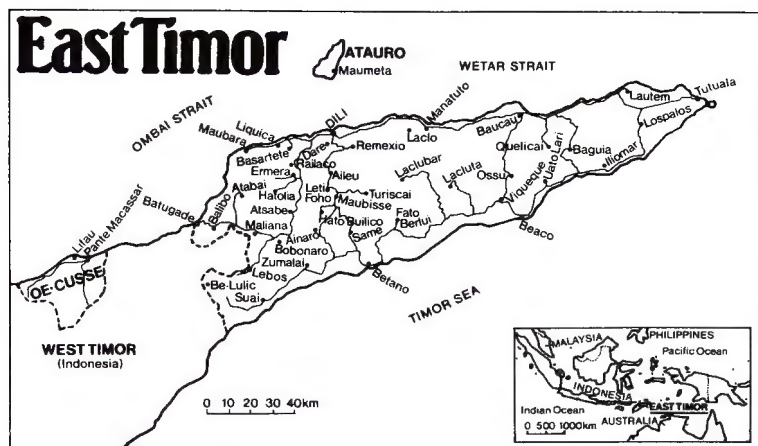 East Timor
ATAURO
Maumeta
WETAR STRAIT
OMBAI STRAIT
Tutuala
Lautem
Lospalos
Manatuto
DILI
Liquica
Maubara
Baucau
Laclo
Dare
Remexio
Basartete
Railaco
Quelicai
Uato Lari
Baguia
Iliomar
Ermera
Aileu
Laclubar
Lacluta
Ossu
Viqueque
Atabai
Hatolia
Leti
Foho
Turiscai
Maubisse
Batugade
Balibo
Atsabe
Hato Builico
Fato
Berlui
Maliana
Ainaro
Same
Beaco
Lifau
Pante Macassar
Bobonaro
Zumalai
Lebos
OE-CUSSE
Be-Lulic
Suai
Betano
TIMOR SEA
WEST TIMOR
(Indonesia)
0 10 20 30 40km
MALAYSIA
PHILIPPINES
Pacific Ocean
INDONESIA
Indian Ocean
EAST TIMOR
0 500 1000km
AUSTRALIA